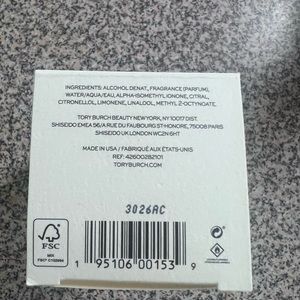 INGREDIENTS: ALCOHOL DENAT., FRAGRANCE (PARFUM),
WATER/AQUA/EAU, ALPHA-ISOMETHYL IONONE, CITRAL,
CITRONELLOL, LIMONENE, LINALOOL, METHYL 2-OCTYNOATE.
TORY BURCH BEAUTY NEW YORK, NY 10017 DIST.
SHISEIDO EMEA 56/A RUE DU FAUBOURG ST-HONORE, 75008 PARIS
SHISEIDO UK LONDON WC2N 6HT
MADE IN USA / FABRIQUÉ AUX ÉTATS-UNIS
REF: 42600282101
TORYBURCH.COM
3026AC
FSC
MIX
1 95106 00153 9